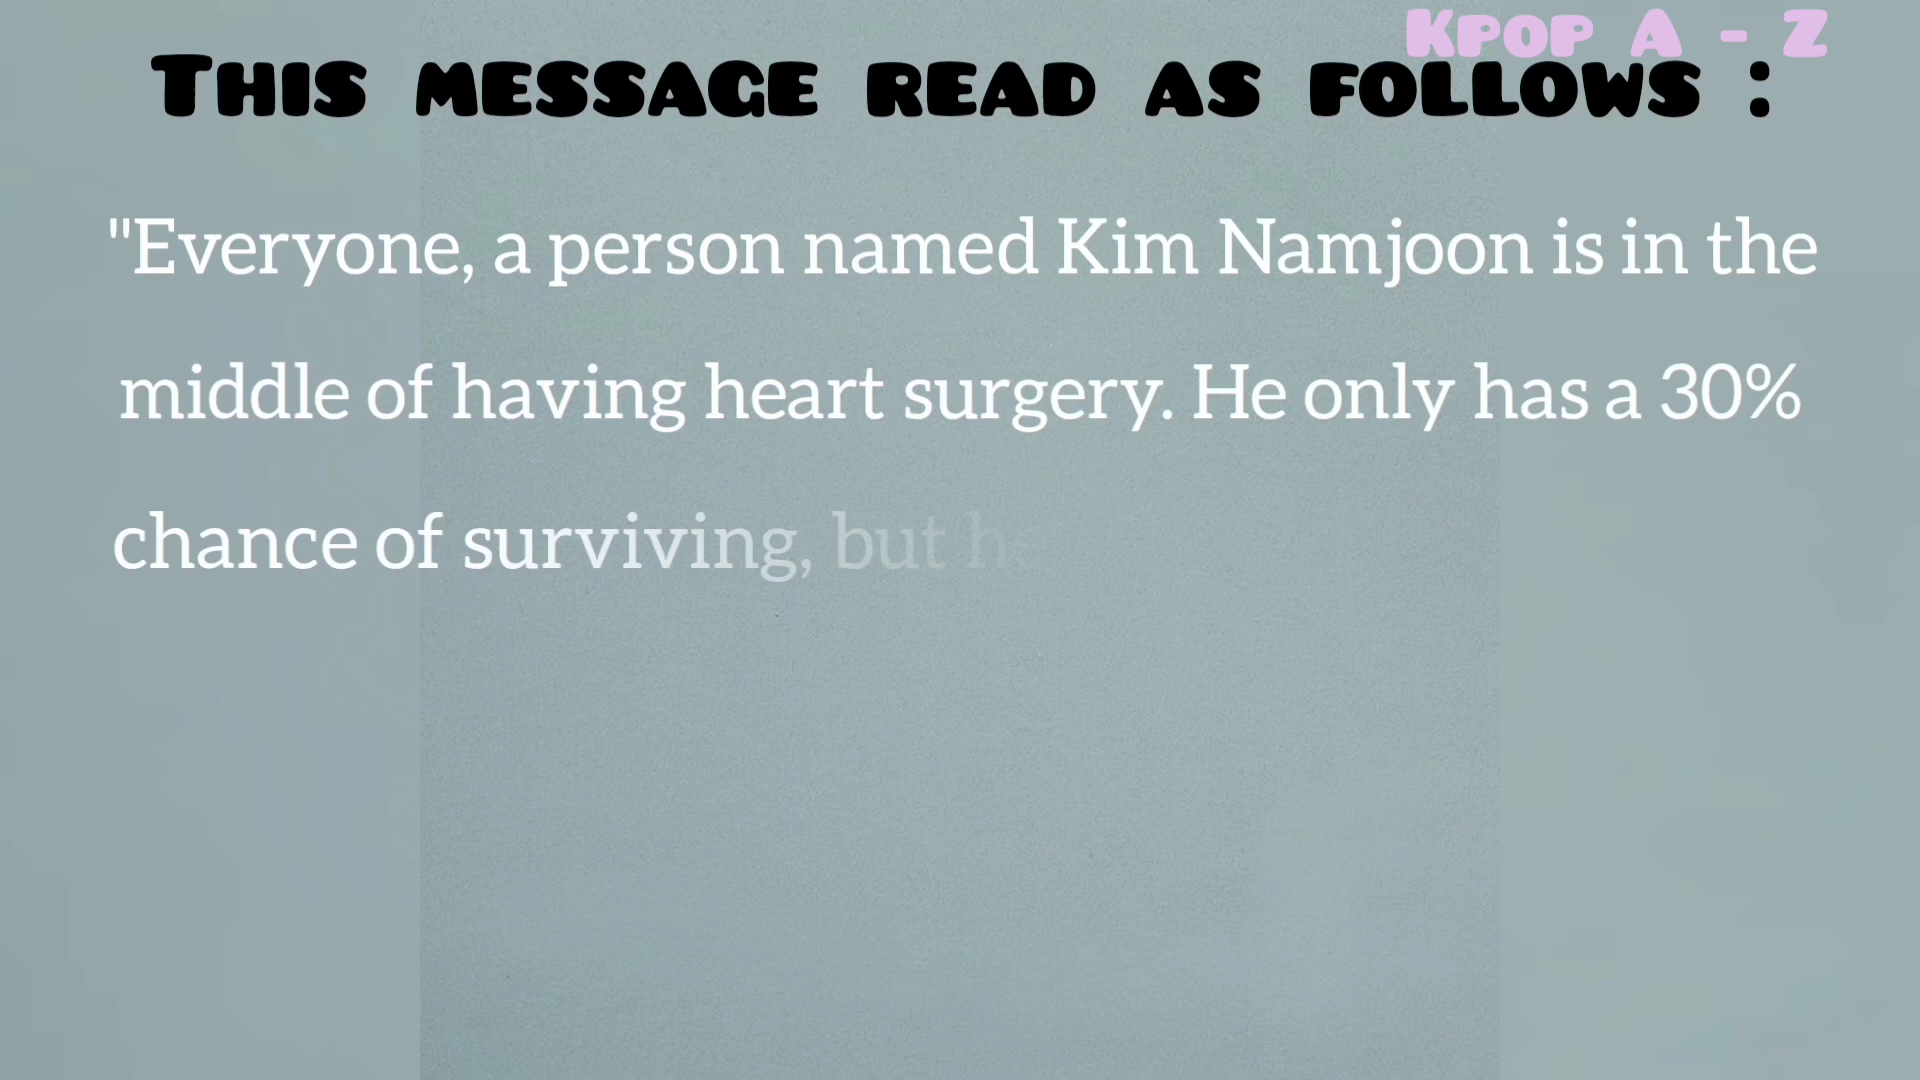 Kpop A - Z
This message read as follows :
"Everyone, a person named Kim Namjoon is in the
middle of having heart surgery. He only has a 30%
chance of surviving, but he